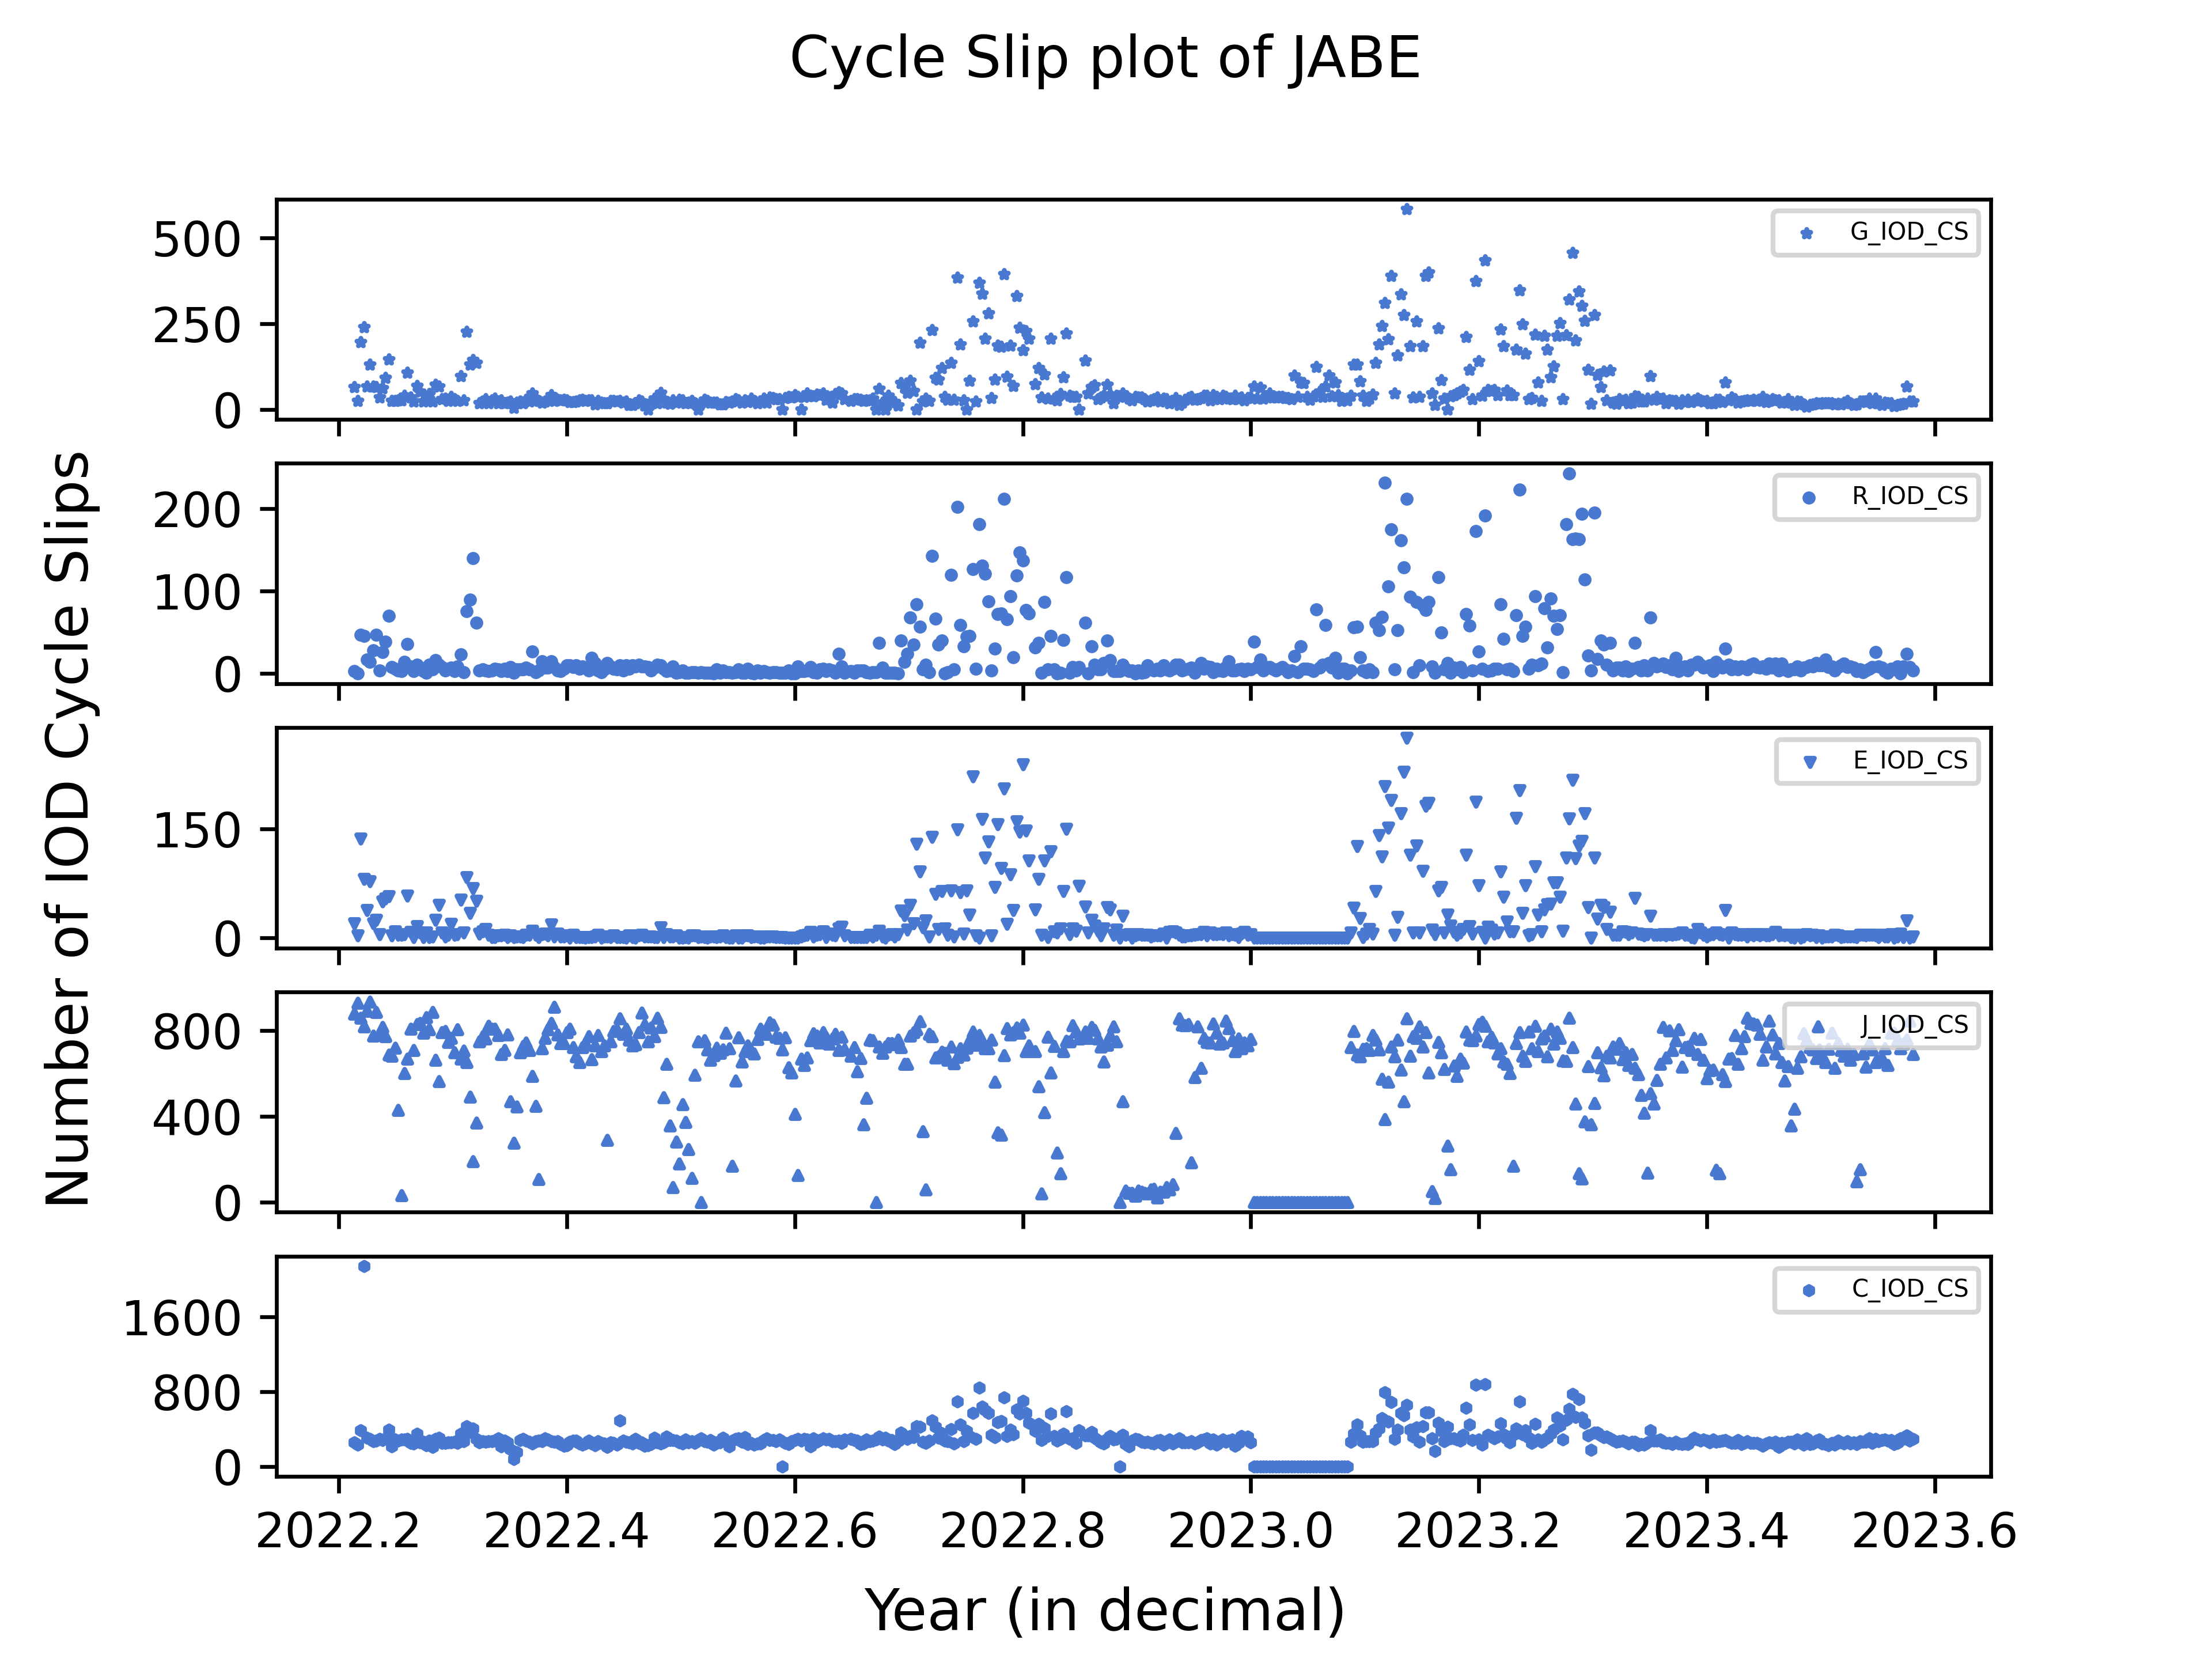 Cycle Slip plot of JABE
Number of IOD Cycle Slips
500
250
0
G_IOD_CS
200
100
0
R_IOD_CS
150
0
E_IOD_CS
800
400
0
J_IOD_CS
1600
800
0
C_IOD_CS
2022.2 2022.4 2022.6 2022.8 2023.0 2023.2 2023.4 2023.6
Year (in decimal)